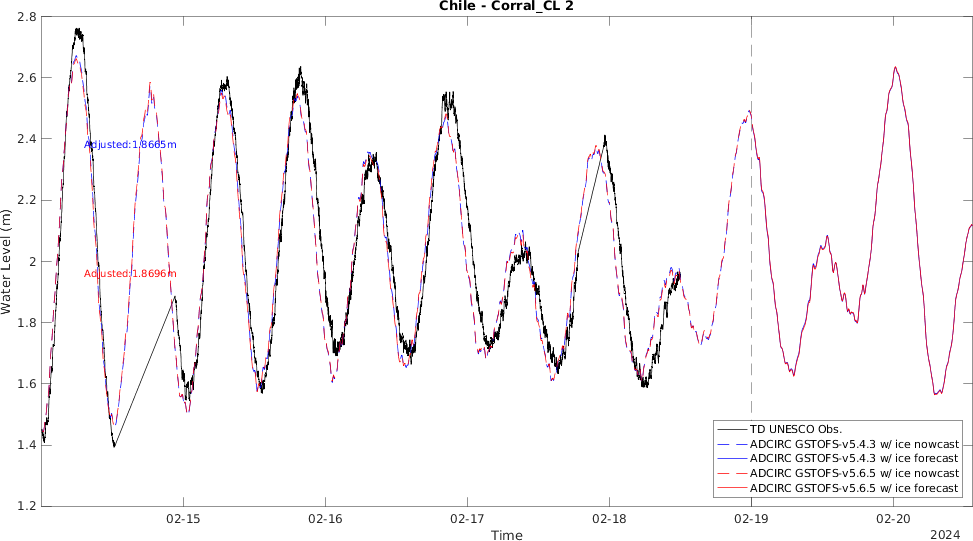 Chile - Corral_CL 2
2.8
2.6
2.4
2.2
2
1.8
1.6
1.4
1.2
Water Level (m)
Adjusted:1.8665m
Adjusted:1.8696m
TD UNESCO Obs.
ADCIRC GSTOFS-v5.4.3 w/ ice nowcast
ADCIRC GSTOFS-v5.4.3 w/ ice forecast
ADCIRC GSTOFS-v5.6.5 w/ ice nowcast
ADCIRC GSTOFS-v5.6.5 w/ ice forecast
02-15 02-16 02-17 02-18 02-19 02-20
Time
2024